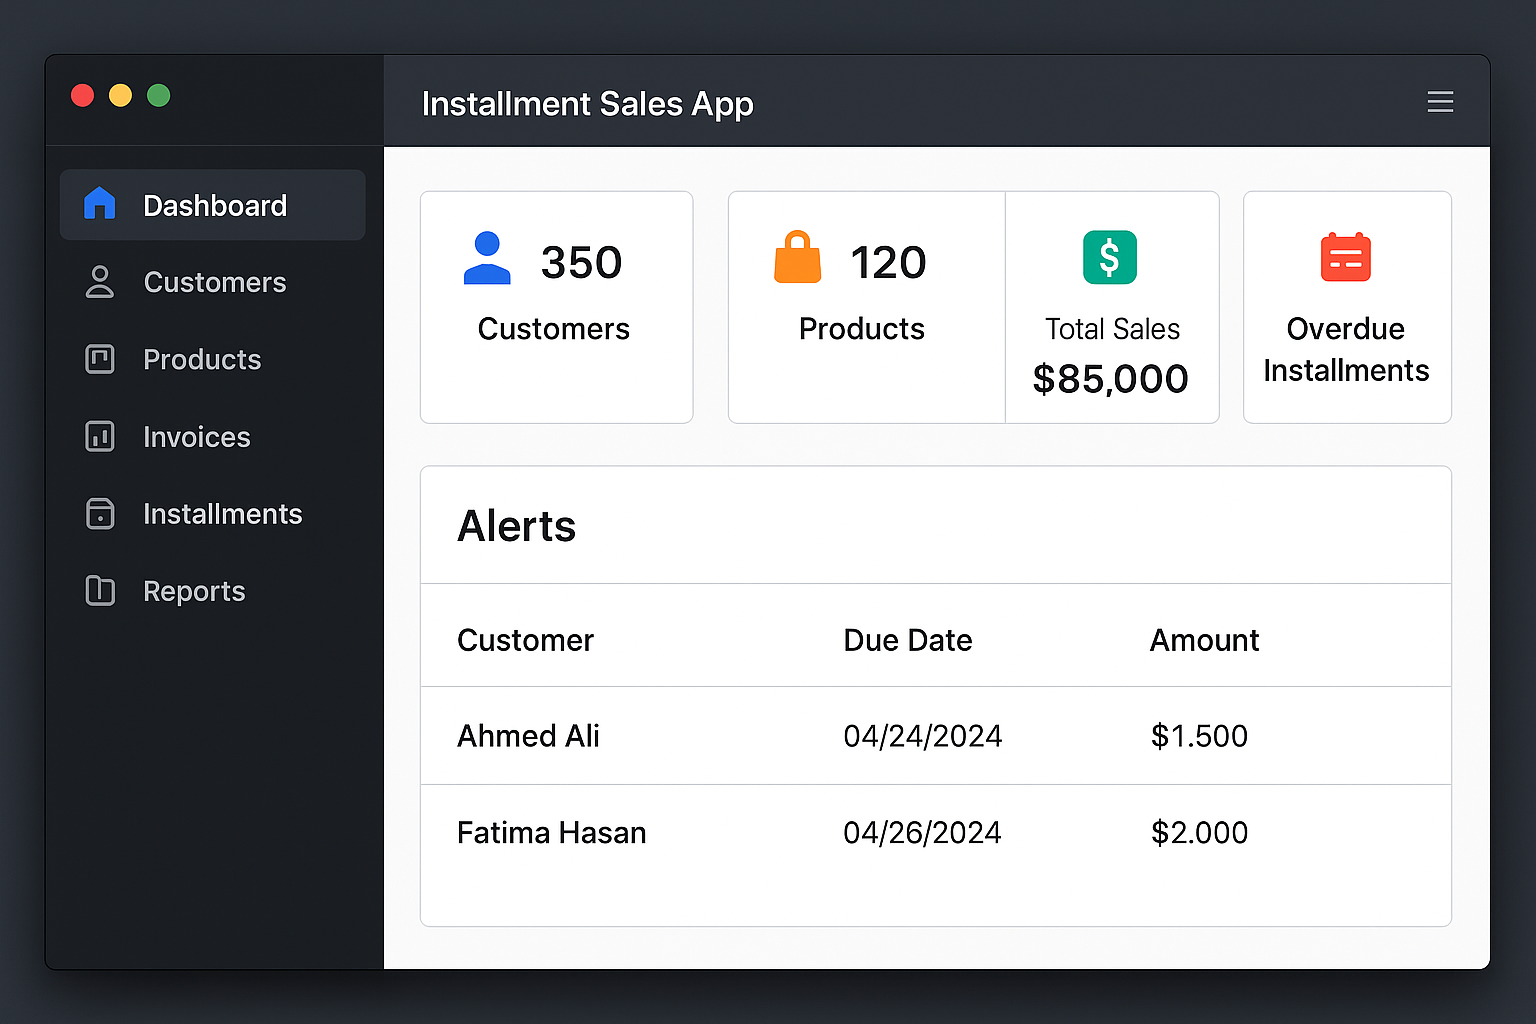 Installment Sales App
Dashboard
Customers
Products
Invoices
Installments
Reports
350
Customers
120
Products
$
Total Sales
$85,000
Overdue
Installments
Alerts
Customer Due Date Amount
Ahmed Ali 04/24/2024 $1.500
Fatima Hasan 04/26/2024 $2.000